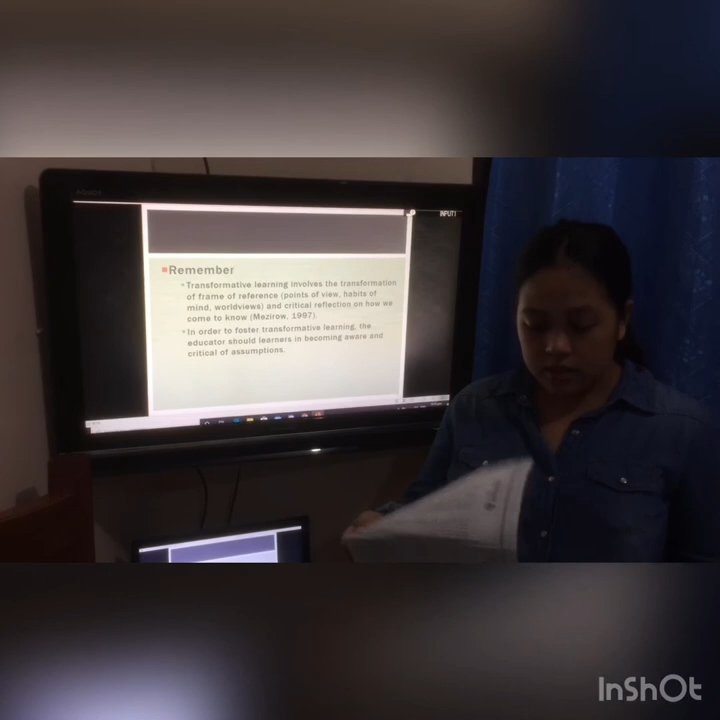 INPUT1
Remember
Transformative learning involves the transformation
of frame of reference (points of view, habits of
mind, worldviews) and critical reflection on how we
come to know (Mezirow, 1997).
In order to foster transformative learning, the
educator should learners in becoming aware and
critical of assumptions.
InShOt